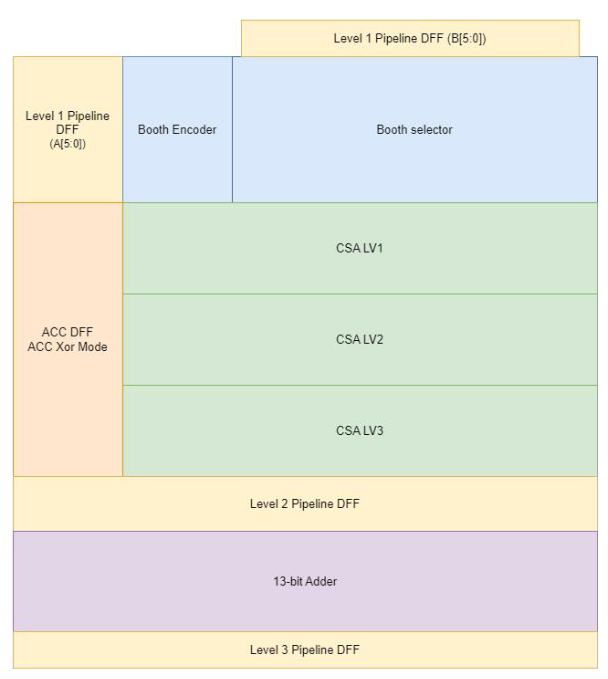 Level 1 Pipeline DFF (B[5:0])
Level 1 Pipeline
DFF
(A[5:0])
Booth Encoder
Booth selector
CSA LV1
ACC DFF
ACC Xor Mode
CSA LV2
CSA LV3
Level 2 Pipeline DFF
13-bit Adder
Level 3 Pipeline DFF